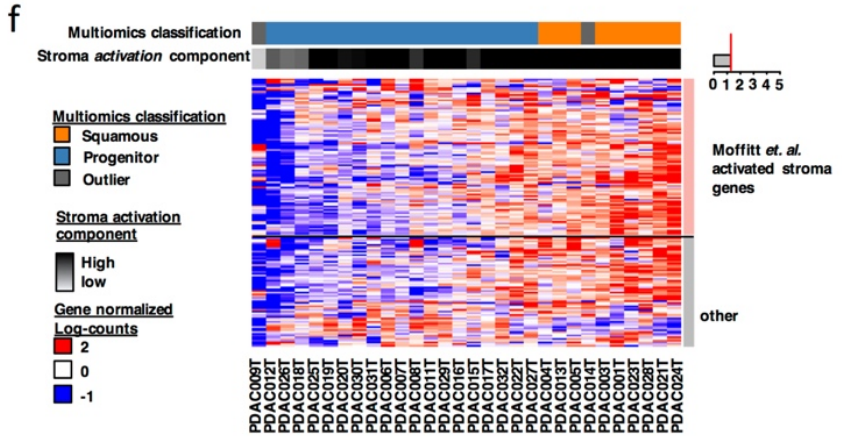 f
Multiomics classification
Stroma activation component
0 1 2 3 4 5
Multiomics classification
Squamous
Progenitor
Outlier
Stroma activation
component
High
low
Gene normalized
Log-counts
2
0
-1
Moffitt et. al.
activated stroma
genes
other
PDAC009T
PDAC012T
PDAC026T
PDAC018T
PDAC025T
PDAC019T
PDAC020T
PDAC030T
PDAC031T
PDAC006T
PDAC007T
PDAC008T
PDAC011T
PDAC029T
PDAC016T
PDAC015T
PDAC017T
PDAC032T
PDAC022T
PDAC027T
PDAC004T
PDAC013T
PDAC005T
PDAC014T
PDAC003T
PDAC001T
PDAC023T
PDAC028T
PDAC021T
PDAC024T